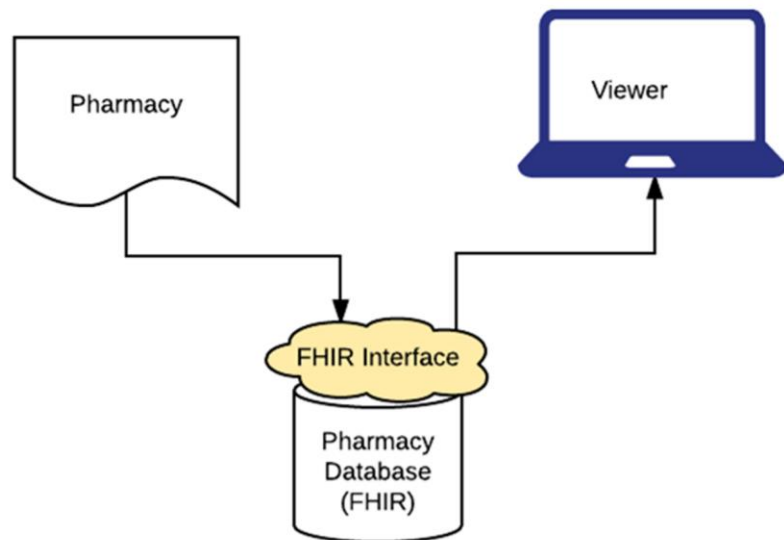 Pharmacy
Viewer
FHIR Interface
Pharmacy
Database
(FHIR)